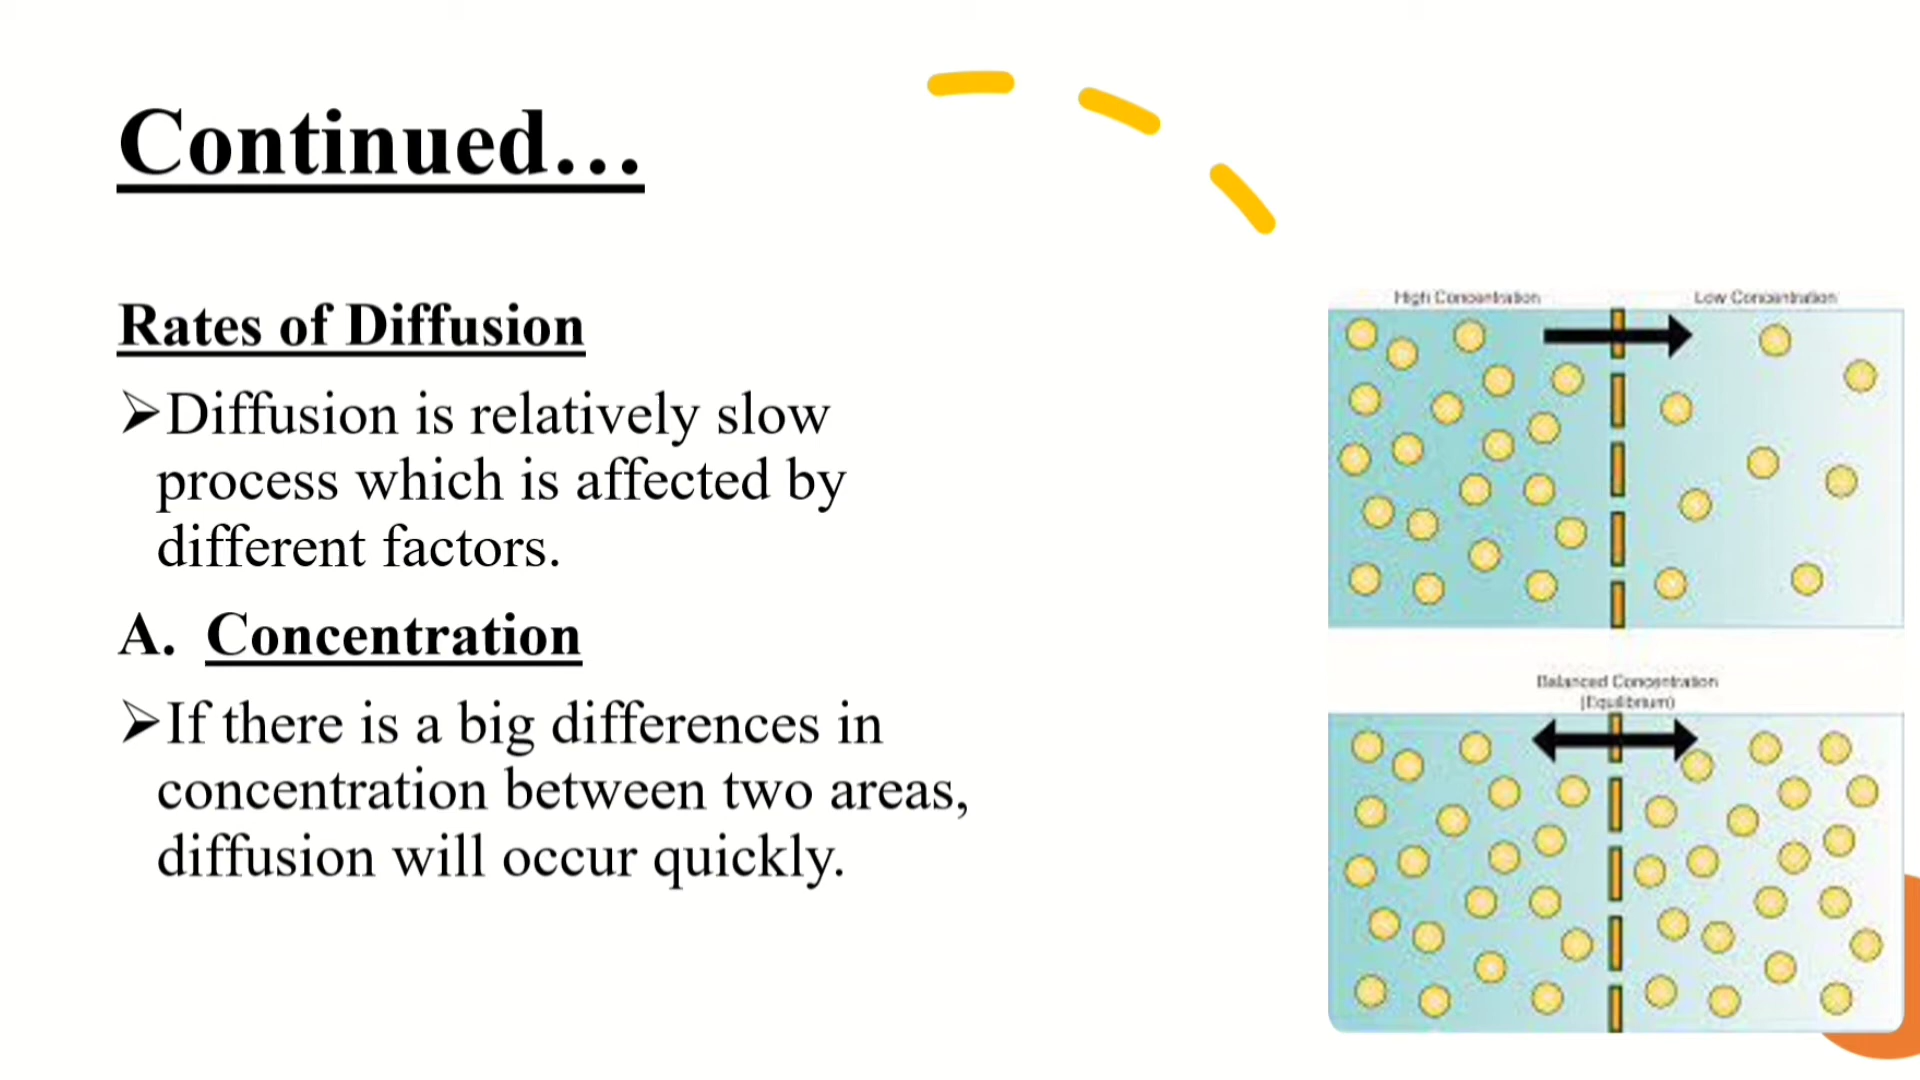 Continued…
Rates of Diffusion
➢Diffusion is relatively slow
process which is affected by
different factors.
A. Concentration
➢If there is a big differences in
concentration between two areas,
diffusion will occur quickly.
High Concentration
Low Concentration
Balanced Concentration
(Equilibrium)